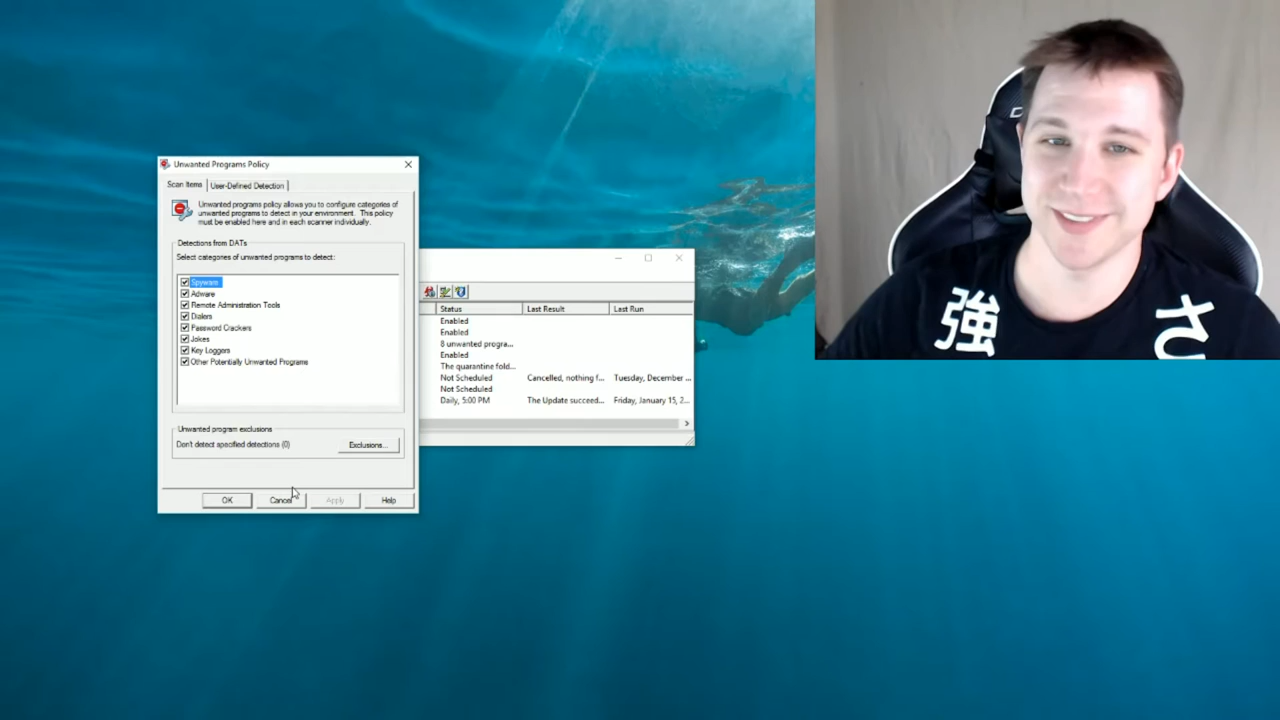 Unwanted Programs Policy
Scan Items
User-Defined Detection
Unwanted programs policy allows you to configure categories of
unwanted programs to detect in your environment. This policy
must be enabled here and in each scanner individually.
Detections from DATs
Select categories of unwanted programs to detect:
Spyware
Adware
Remote Administration Tools
Dialers
Password Crackers
Jokes
Key Loggers
Other Potentially Unwanted Programs
Unwanted program exclusions
Don't detect specified detections (0)
Exclusions...
OK
Cancel
Apply
Help
Status
Last Result
Last Run
Enabled
Enabled
8 unwanted progra...
Enabled
The quarantine fold...
Not Scheduled
Cancelled, nothing f...
Tuesday, December ...
Not Scheduled
Daily, 5:00 PM
The Update succeed...
Friday, January 15, 2...
強
さ